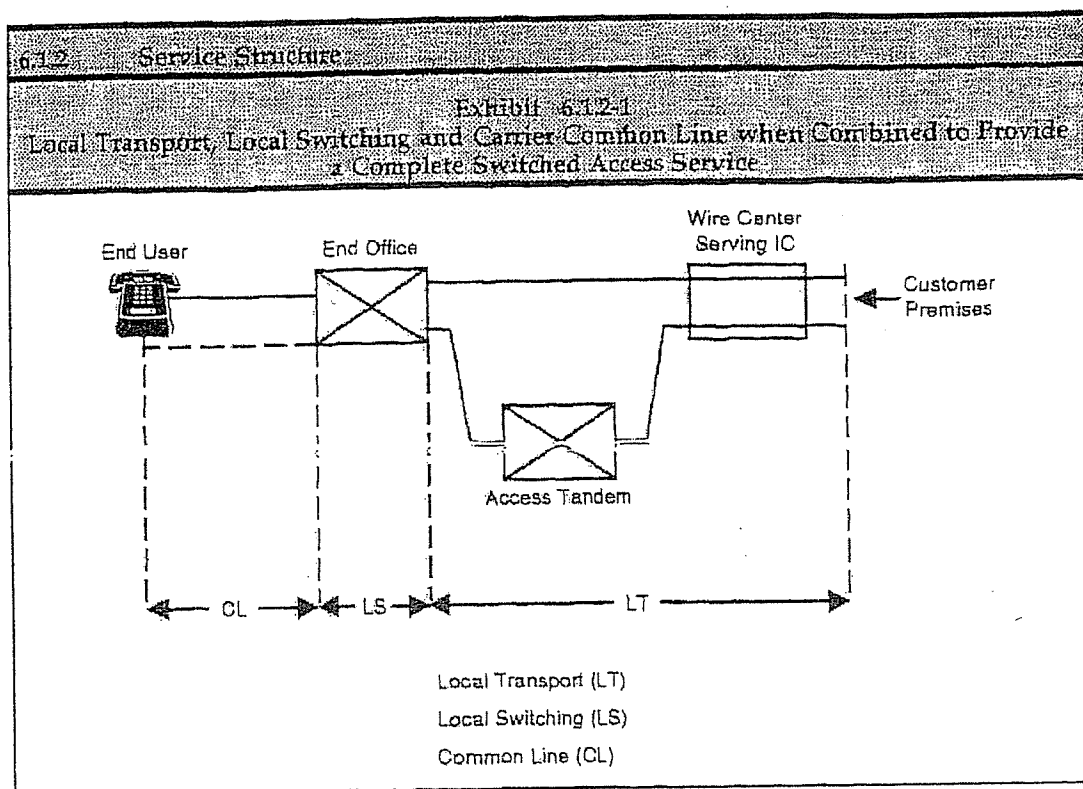 6.1.2 Service Structure
Exhibit 6.1.2-1
Local Transport, Local Switching and Carrier Common Line when Combined to Provide
a Complete Switched Access Service
Wire Center
Serving IC
End User
End Office
Customer
Premises
Access Tandem
CL
LS
LT
Local Transport (LT)
Local Switching (LS)
Common Line (CL)